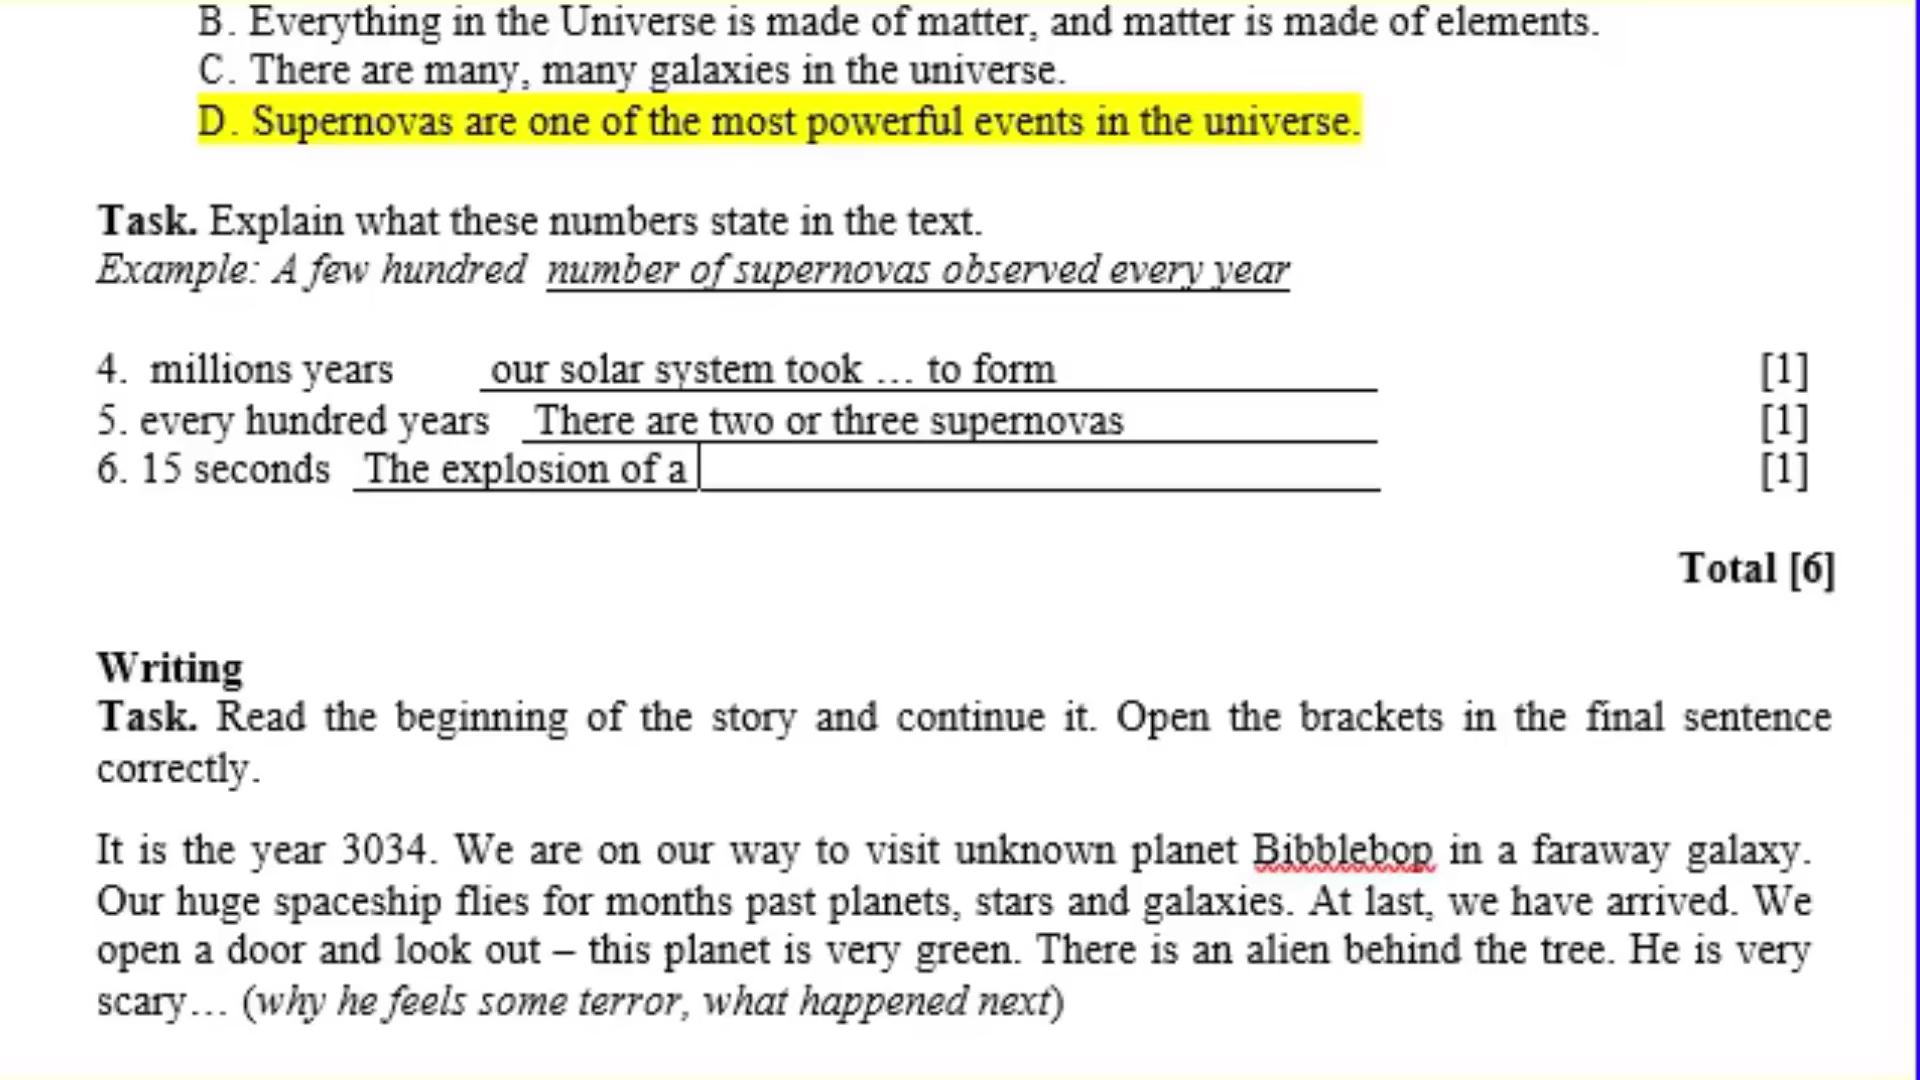 B. Everything in the Universe is made of matter, and matter is made of elements.
C. There are many, many galaxies in the universe.
D. Supernovas are one of the most powerful events in the universe.
Task. Explain what these numbers state in the text.
Example: A few hundred number of supernovas observed every year
4. millions years our solar system took … to form [1]
5. every hundred years There are two or three supernovas [1]
6. 15 seconds The explosion of a [1]
Total [6]
Writing
Task. Read the beginning of the story and continue it. Open the brackets in the final sentence
correctly.
It is the year 3034. We are on our way to visit unknown planet Bibblebop in a faraway galaxy.
Our huge spaceship flies for months past planets, stars and galaxies. At last, we have arrived. We
open a door and look out – this planet is very green. There is an alien behind the tree. He is very
scary… (why he feels some terror, what happened next)